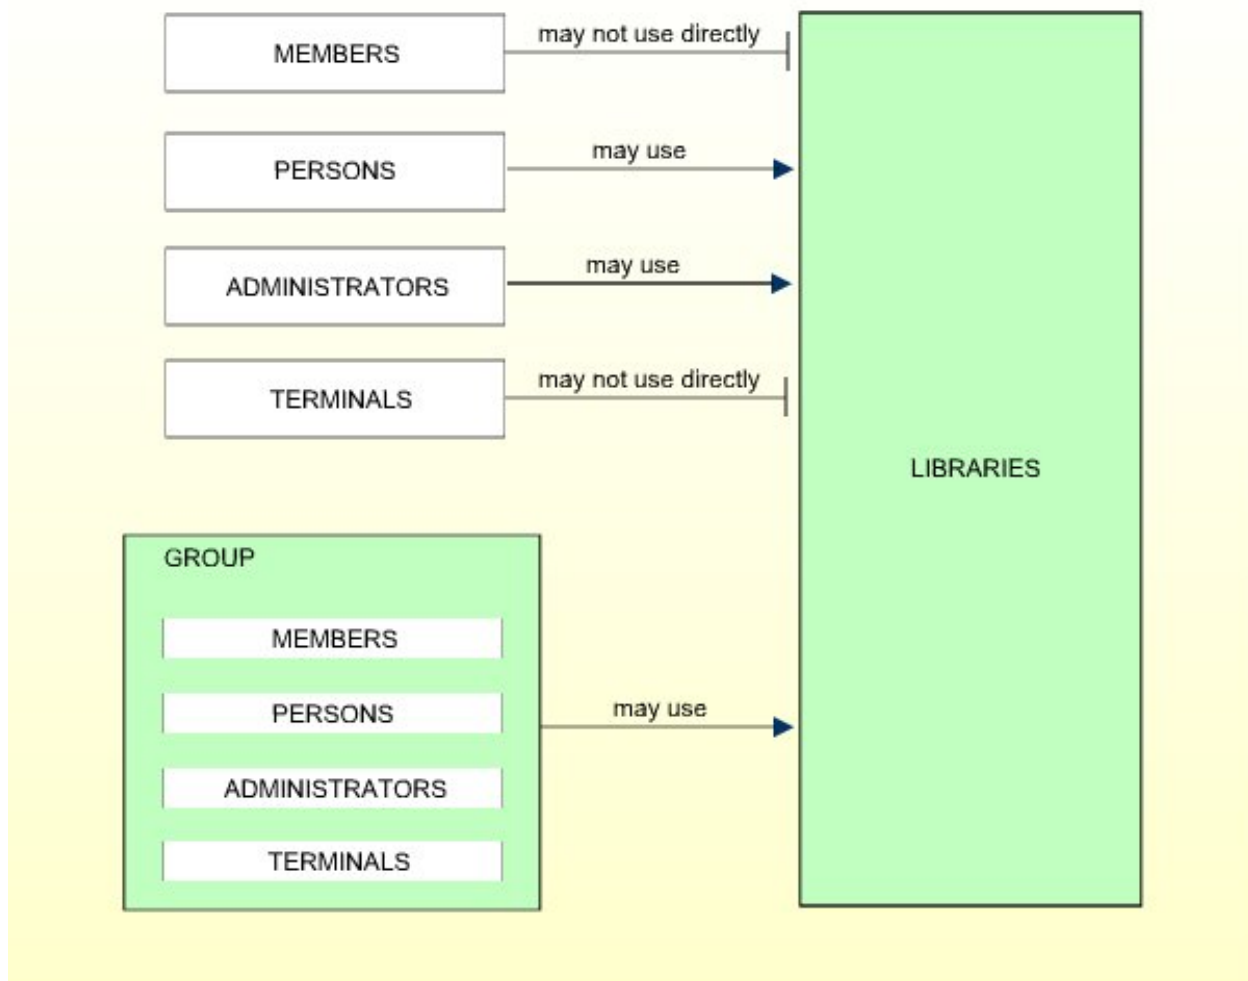 may not use directly
MEMBERS
may use
PERSONS
may use
ADMINISTRATORS
may not use directly
TERMINALS
LIBRARIES
GROUP
MEMBERS
PERSONS
may use
ADMINISTRATORS
TERMINALS